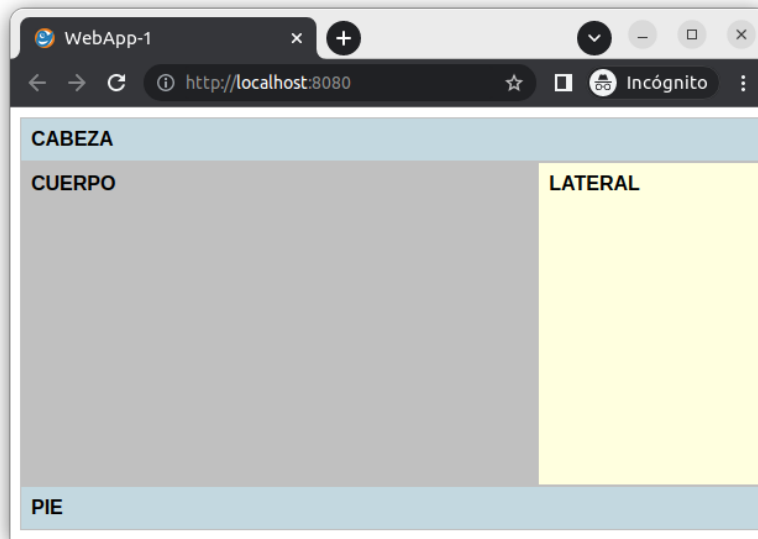 WebApp-1
http://localhost:8080
Incógnito
CABEZA
CUERPO
LATERAL
PIE